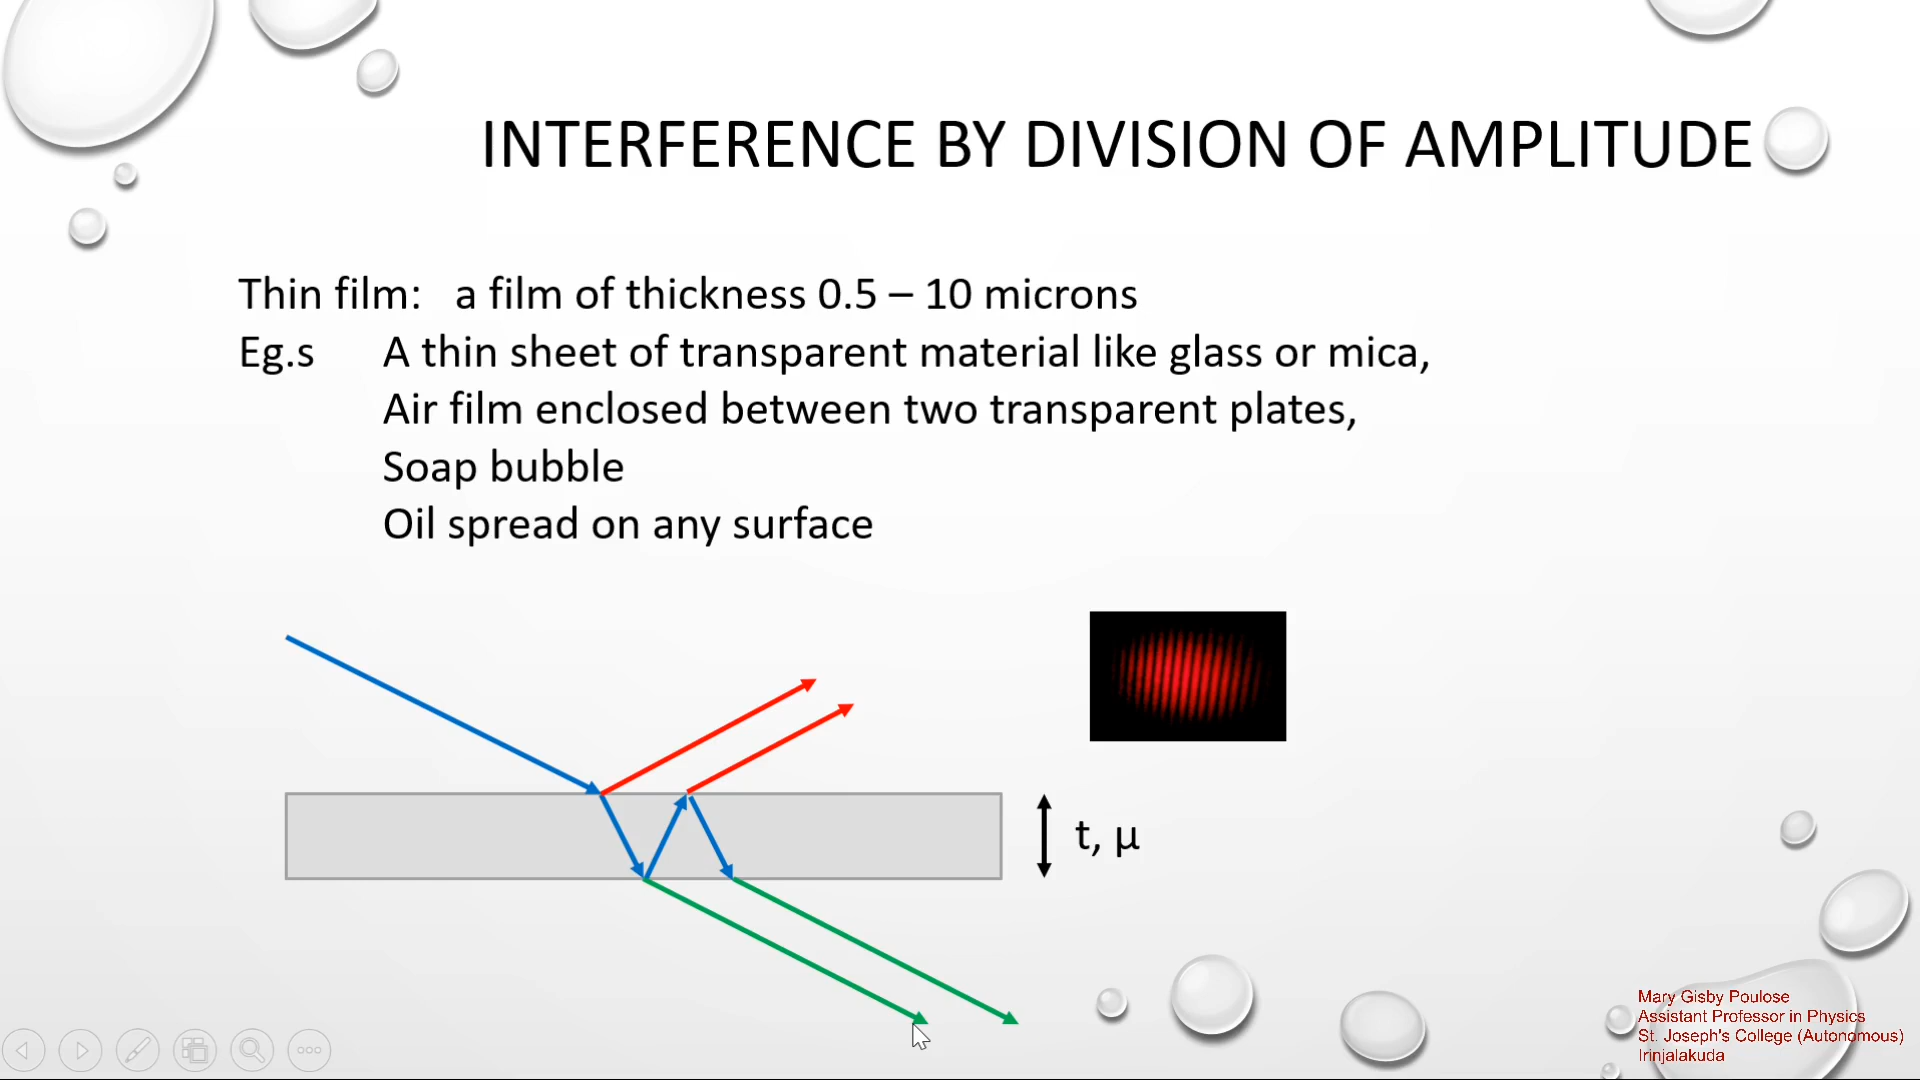 INTERFERENCE BY DIVISION OF AMPLITUDE
Thin film: a film of thickness 0.5 – 10 microns
Eg.s A thin sheet of transparent material like glass or mica,
Air film enclosed between two transparent plates,
Soap bubble
Oil spread on any surface
t, μ
Mary Gisby Poulose
Assistant Professor in Physics
St. Joseph's College (Autonomous)
Irinjalakuda